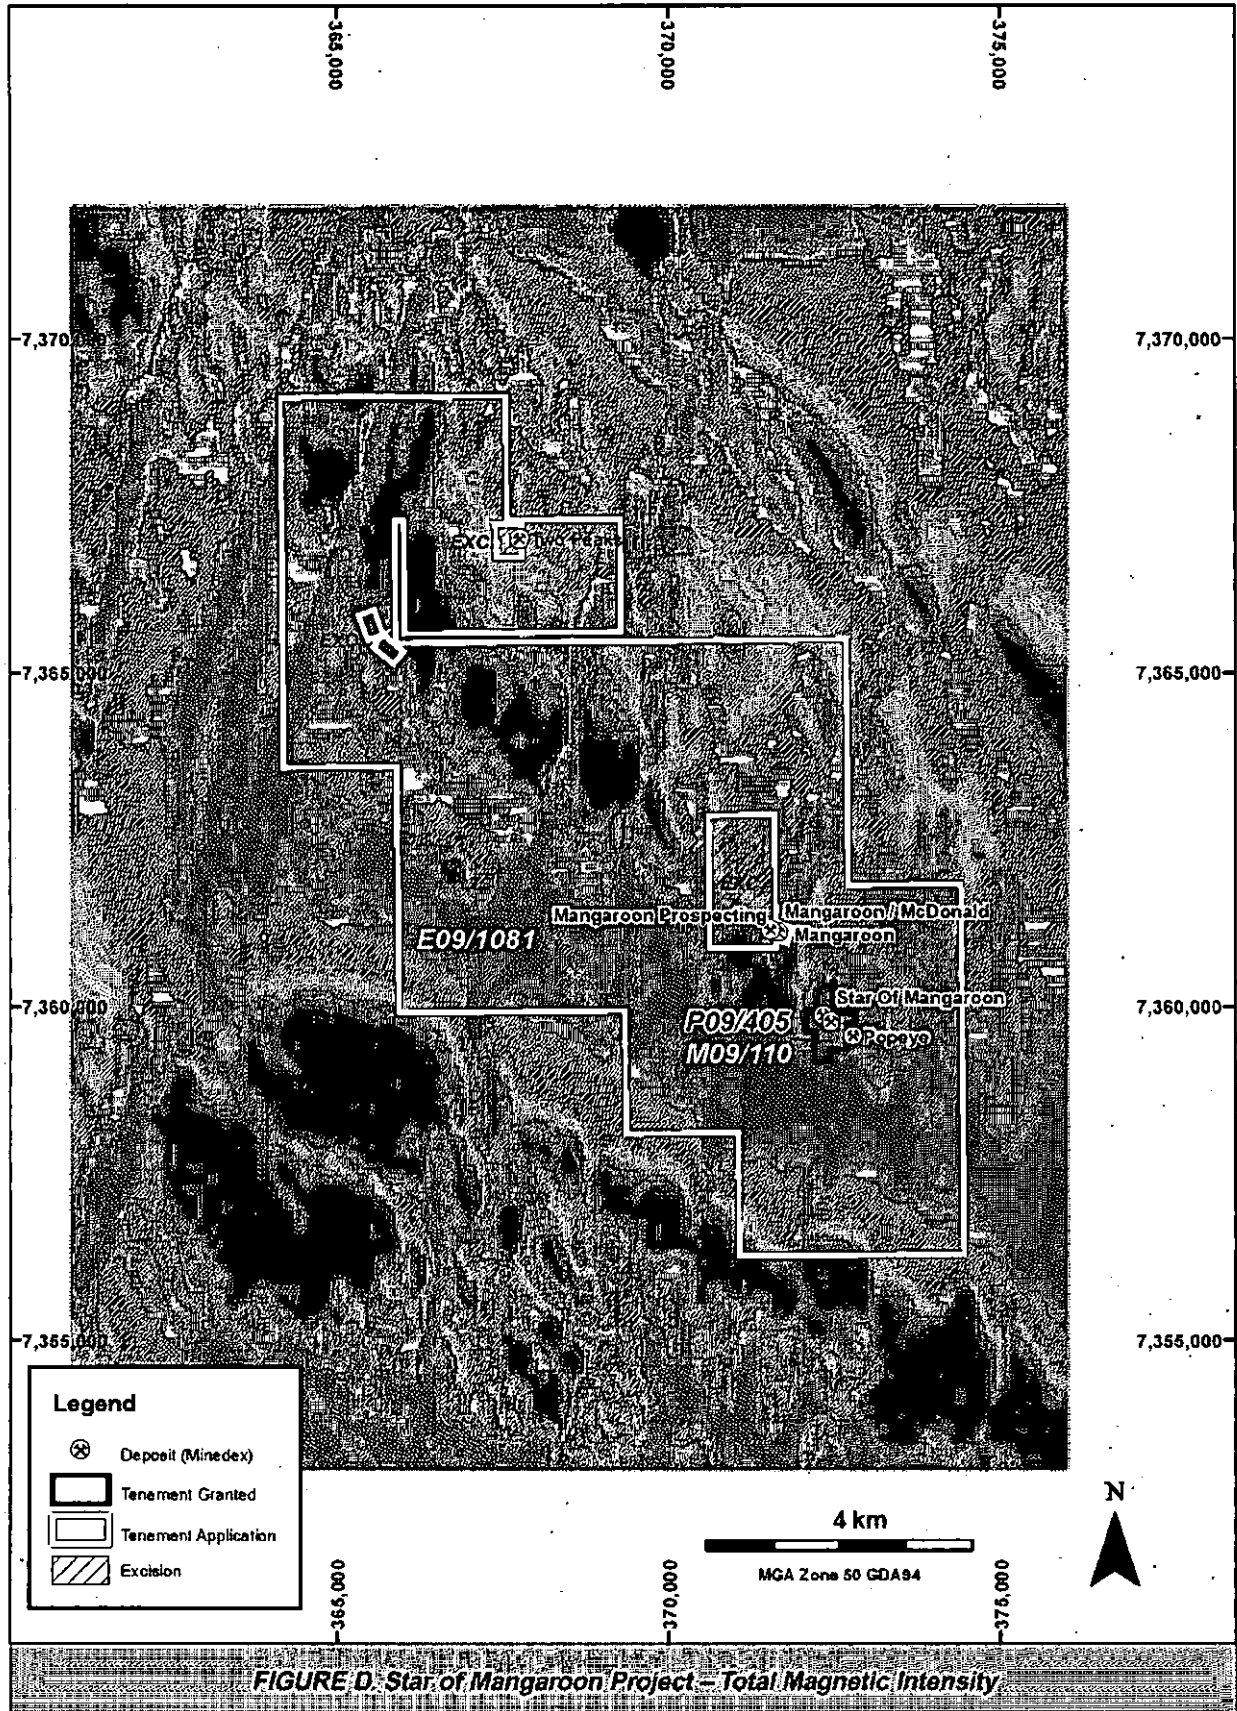 365,000
370,000
375,000
7,370,000
7,370,000
EXC
Two Peaks
7,365,000
7,365,000
EXC
Mangaroon Prospecting
Mangaroon / McDonald
Mangaroon
E09/1081
Star Of Mangaroon
7,360,000
7,360,000
P09/405
Popeye
M09/110
7,355,000
7,355,000
Legend
Deposit (Minedex)
Tenement Granted
Tenement Application
Excision
4 km
MGA Zone 50 GDA94
N
365,000
370,000
375,000
FIGURE D. Star of Mangaroon Project – Total Magnetic Intensity